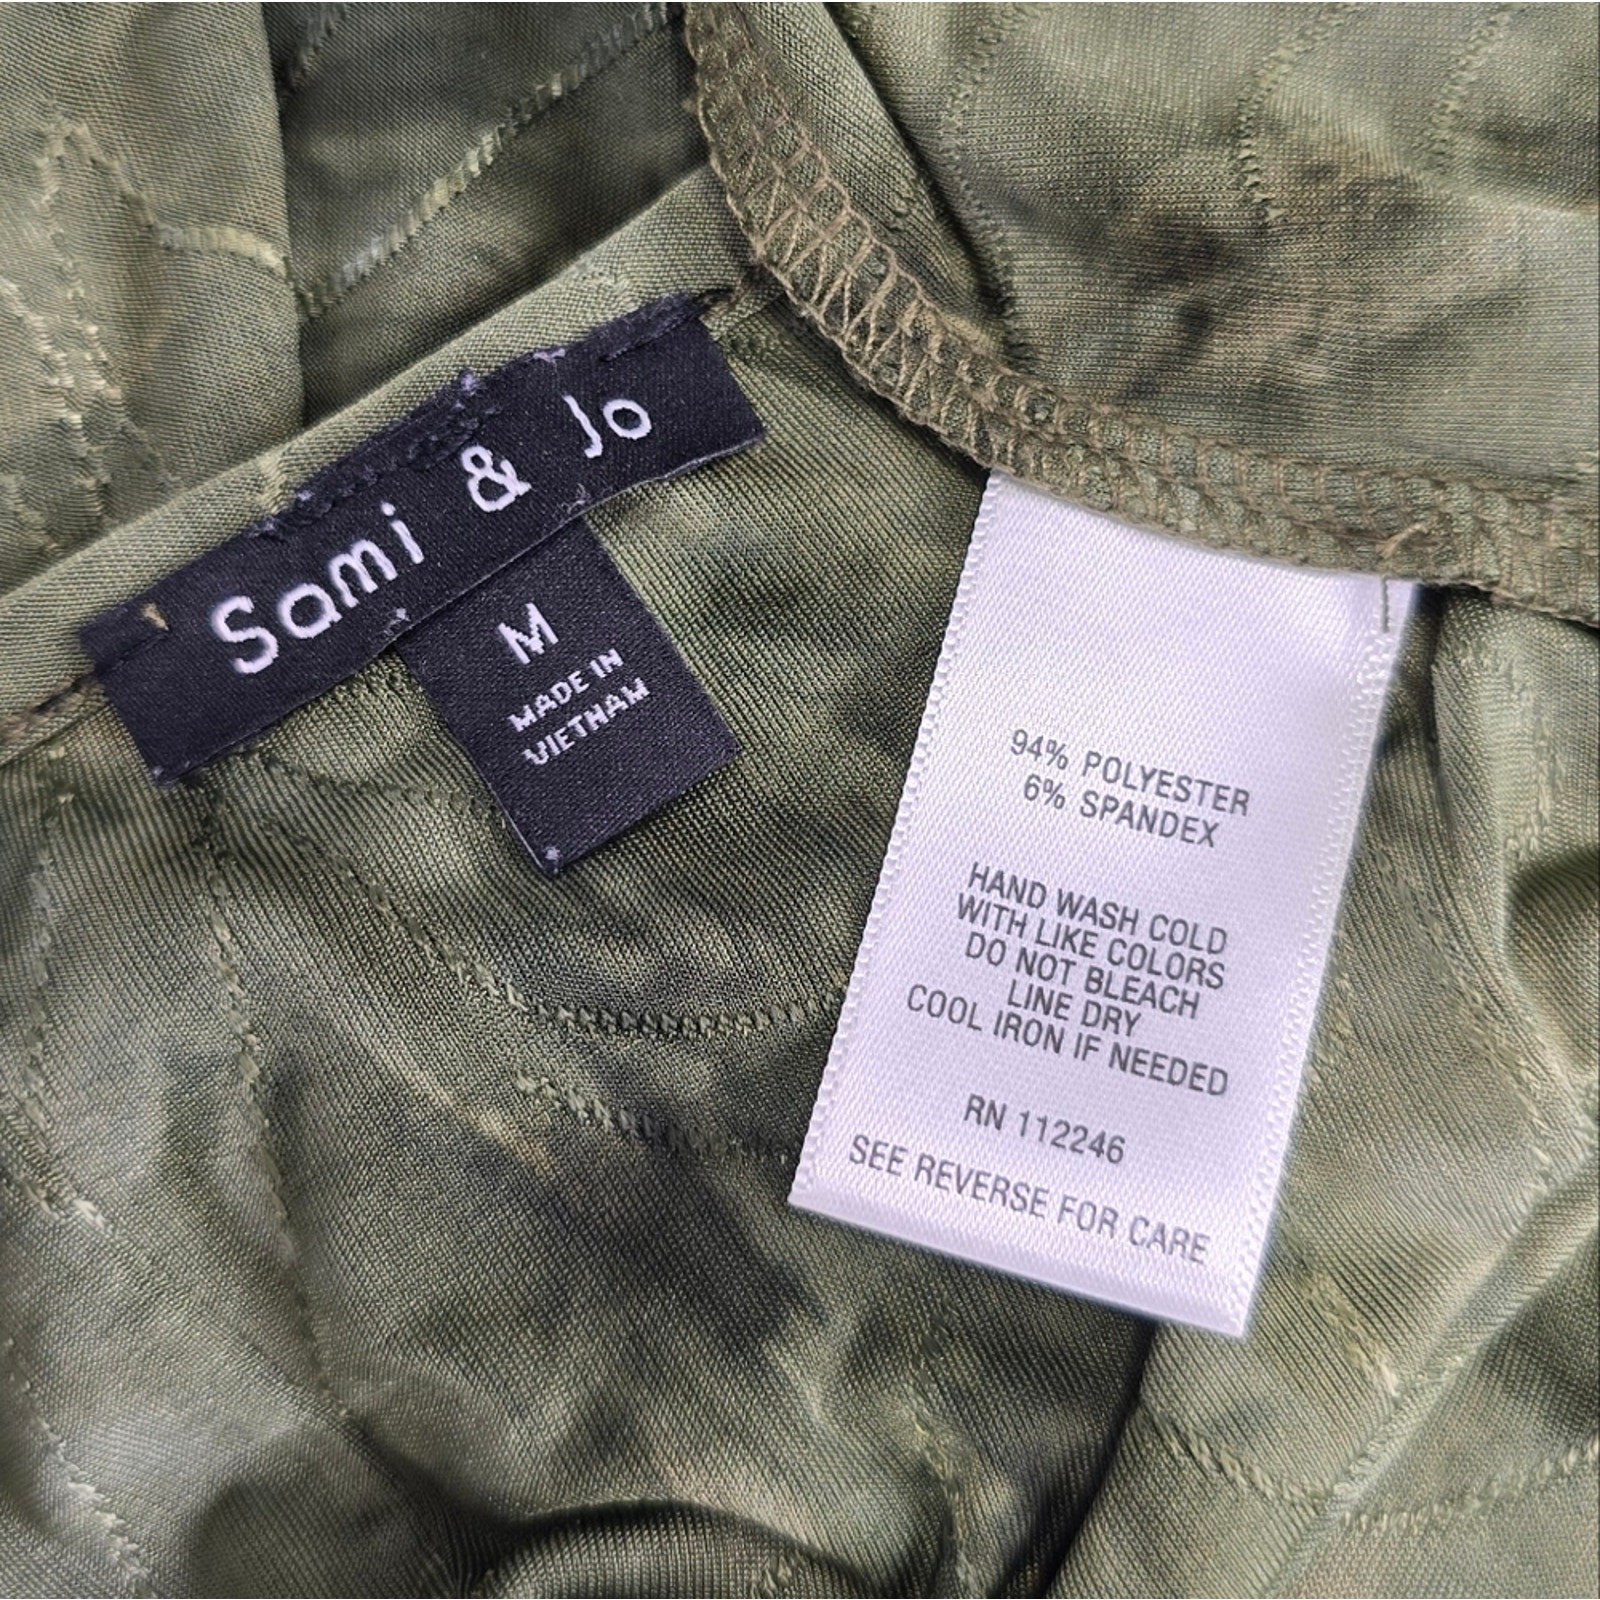 Sami & Jo
M
MADE IN
VIETNAM
94% POLYESTER
6% SPANDEX
HAND WASH COLD
WITH LIKE COLORS
DO NOT BLEACH
LINE DRY
COOL IRON IF NEEDED
RN 112246
SEE REVERSE FOR CARE